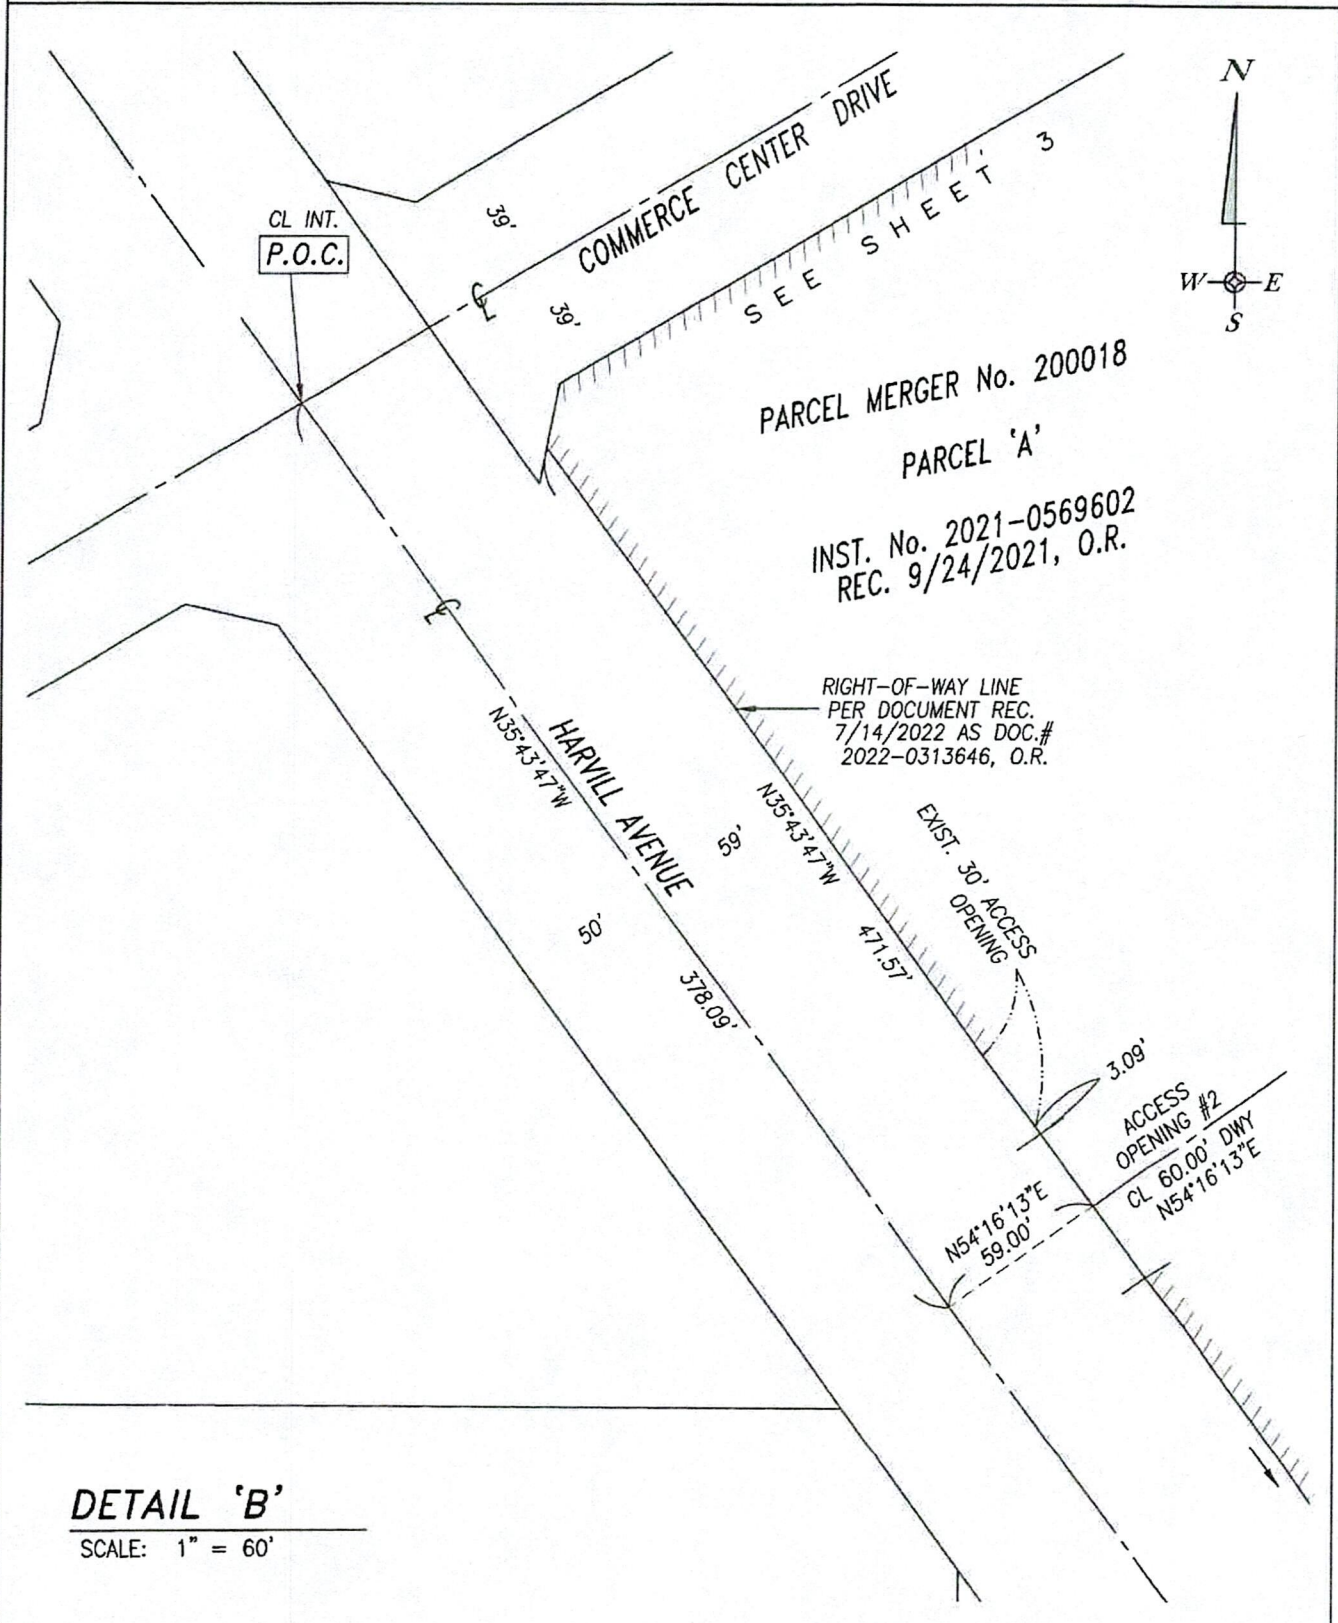 N
W
E
S
CL INT.
P.O.C.
39'
COMMERCE CENTER DRIVE
CL
39'
SEE SHEET 3
PARCEL MERGER No. 200018
PARCEL 'A'
INST. No. 2021-0569602
REC. 9/24/2021, O.R.
CL
RIGHT-OF-WAY LINE
PER DOCUMENT REC.
7/14/2022 AS DOC.#
2022-0313646, O.R.
N35°43'47"W
HARVILL AVENUE
378.09'
59'
50'
N35°43'47"W
471.57'
EXIST. 30' ACCESS
OPENING
3.09'
ACCESS
OPENING #2
CL 60.00' DWY
N54°16'13"E
N54°16'13"E
59.00'
DETAIL 'B'
SCALE: 1" = 60'